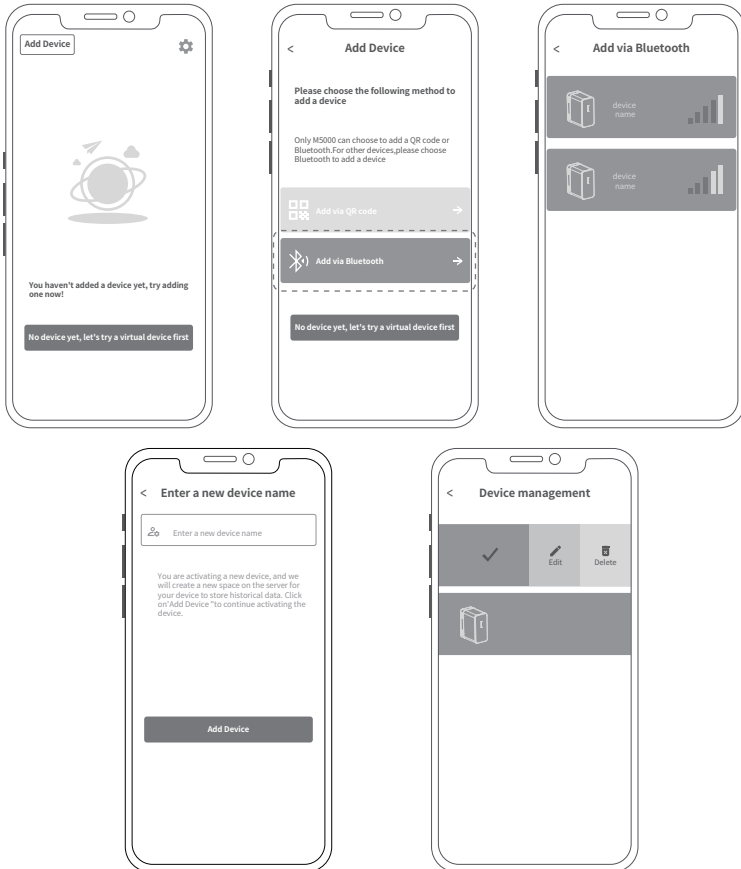 Add Device
You haven't added a device yet, try adding
one now!
No device yet, let's try a virtual device first
< Add Device
Please choose the following method to
add a device
Only M5000 can choose to add a QR code or
Bluetooth.For other devices,please choose
Bluetooth to add a device
Add via QR code
Add via Bluetooth
No device yet, let's try a virtual device first
< Add via Bluetooth
device
name
device
name
< Enter a new device name
Enter a new device name
You are activating a new device, and we
will create a new space on the server for
your device to store historical data. Click
on'Add Device "to continue activating the
device.
Add Device
< Device management
Edit
Delete